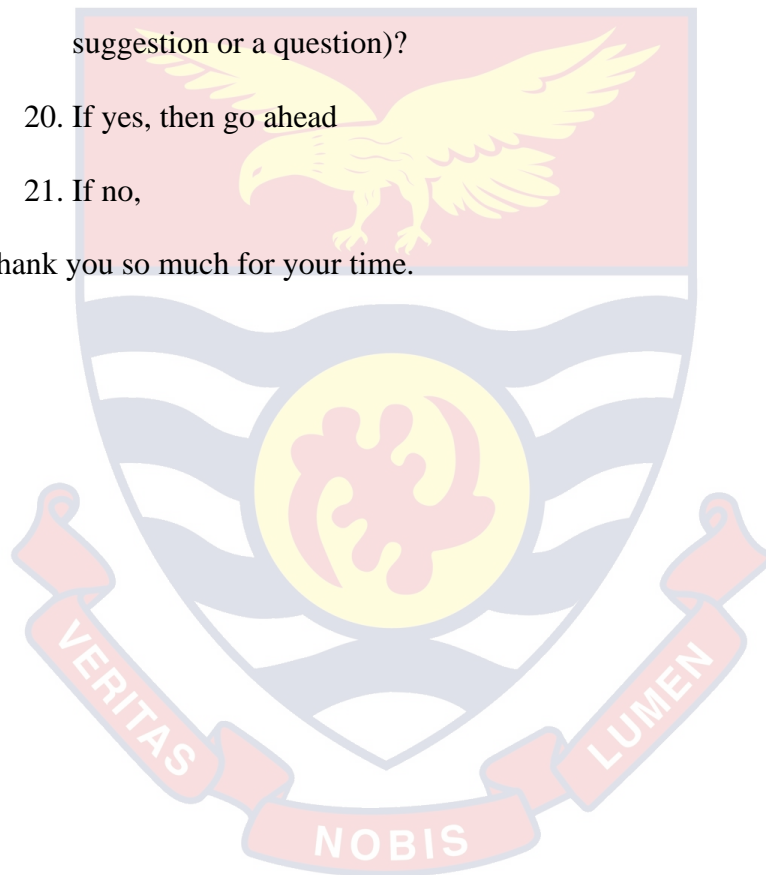 suggestion or a question)?
20. If yes, then go ahead
21. If no,
hank you so much for your time.
VERITAS
NOBIS
LUMEN